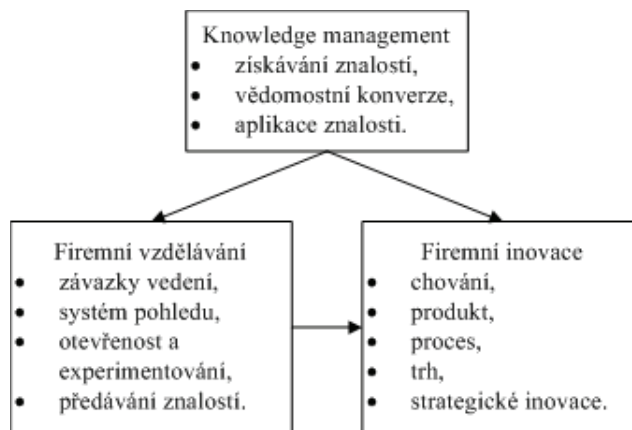 Knowledge management
• získávání znalostí,
• vědomostní konverze,
• aplikace znalosti.
Firemní vzdělávání
• závazky vedení,
• systém pohledu,
• otevřenost a
experimentování,
• předávání znalostí.
Firemní inovace
• chování,
• produkt,
• proces,
• trh,
• strategické inovace.